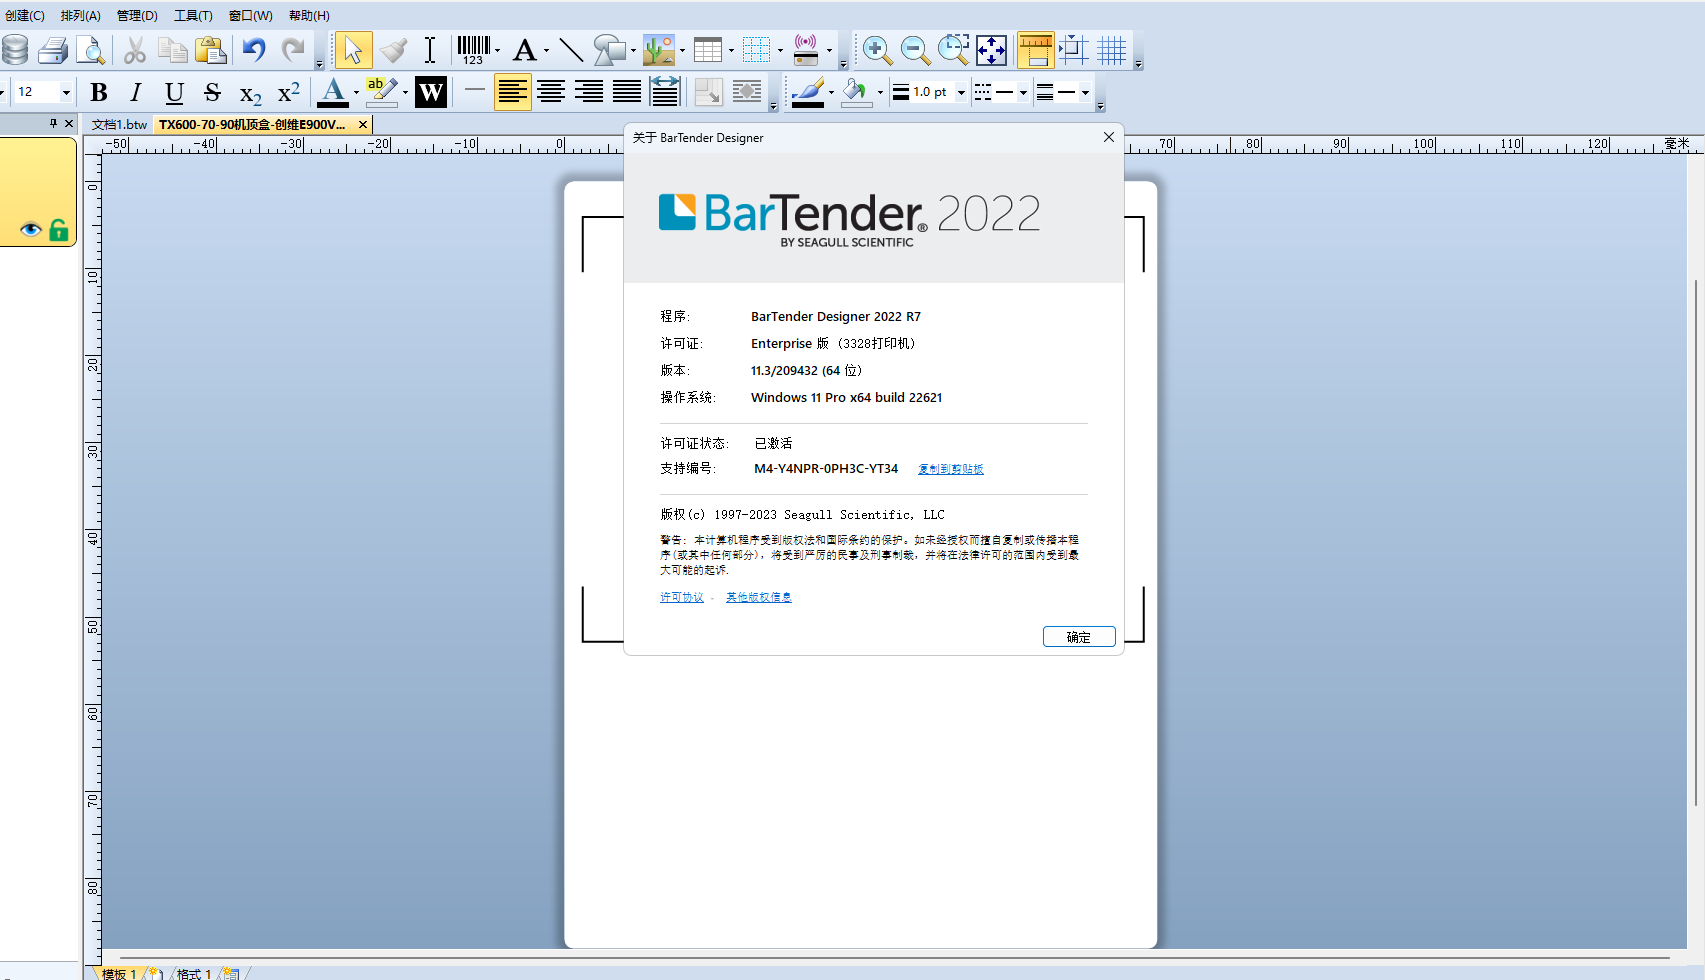 创建(C) 排列(A) 管理(D) 工具(T) 窗口(W) 帮助(H)
123 A
12 B I U S x2 x2 A ab W 1.0 pt
文档1.btw TX600-70-90机顶盒-创维E900V...
-50 -40 -30 -20 -10 0 70 80 90 100 110 120 毫米
0
10
20
30
40
50
60
70
80
关于 BarTender Designer
BarTender® 2022
BY SEAGULL SCIENTIFIC
程序: BarTender Designer 2022 R7
许可证: Enterprise 版 (3328打印机)
版本: 11.3/209432 (64 位)
操作系统: Windows 11 Pro x64 build 22621
许可证状态: 已激活
支持编号: M4-Y4NPR-0PH3C-YT34 复制到剪贴板
版权(c) 1997-2023 Seagull Scientific, LLC
警告: 本计算机程序受到版权法和国际条约的保护。如未经授权而擅自复制或传播本程
序(或其中任何部分), 将受到严厉的民事及刑事制裁, 并将在法律许可的范围内受到最
大可能的起诉.
许可协议 - 其他版权信息
确定
模板 1 格式 1